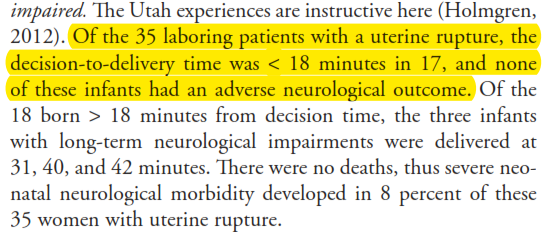 impaired. The Utah experiences are instructive here (Holmgren,
2012). Of the 35 laboring patients with a uterine rupture, the
decision-to-delivery time was < 18 minutes in 17, and none
of these infants had an adverse neurological outcome. Of the
18 born > 18 minutes from decision time, the three infants
with long-term neurological impairments were delivered at
31, 40, and 42 minutes. There were no deaths, thus severe neo-
natal neurological morbidity developed in 8 percent of these
35 women with uterine rupture.